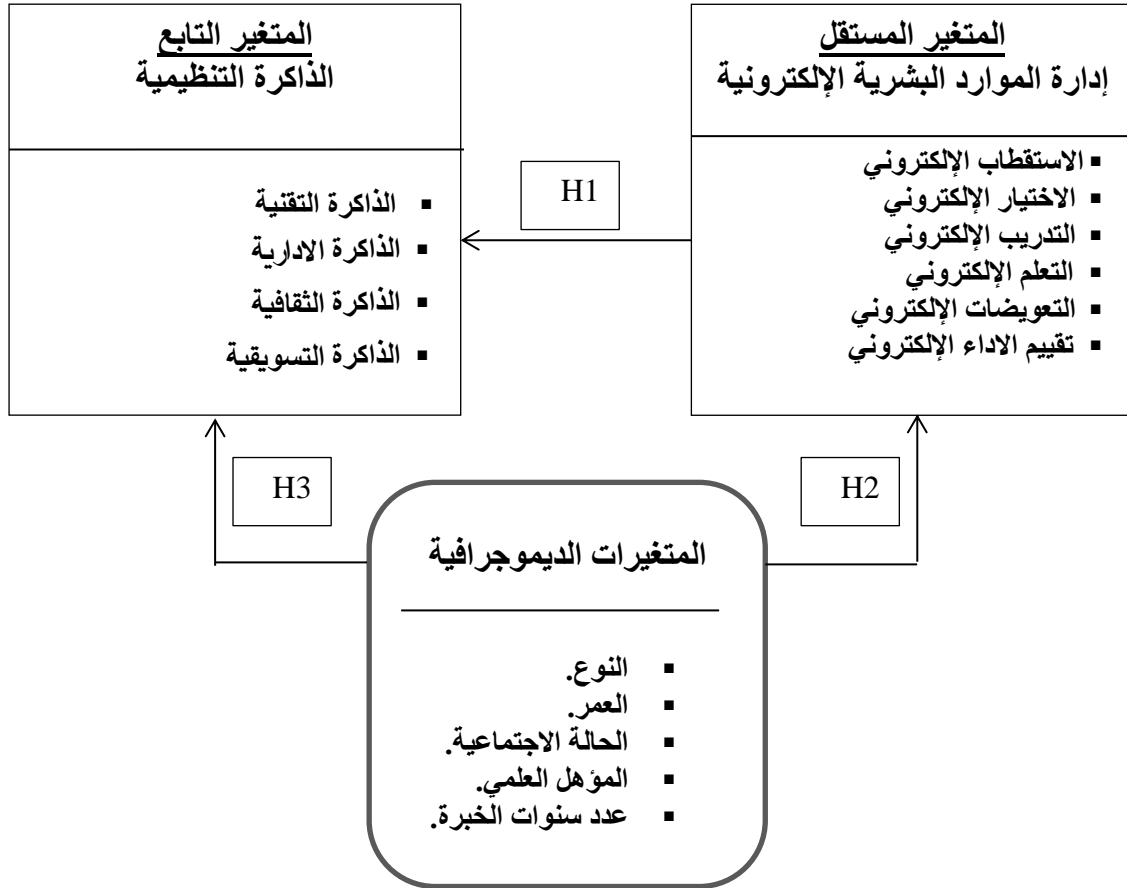 المتغير المستقل
إدارة الموارد البشرية الإلكترونية
▪ الاستقطاب الإلكتروني
▪ الاختيار الإلكتروني
▪ التدريب الإلكتروني
▪ التعلم الإلكتروني
▪ التعويضات الإلكتروني
▪ تقييم الاداء الإلكتروني
H1
المتغير التابع
الذاكرة التنظيمية
▪ الذاكرة التقنية
▪ الذاكرة الادارية
▪ الذاكرة الثقافية
▪ الذاكرة التسويقية
H2
H3
المتغيرات الديموجرافية
▪ النوع.
▪ العمر.
▪ الحالة الاجتماعية.
▪ المؤهل العلمي.
▪ عدد سنوات الخبرة.